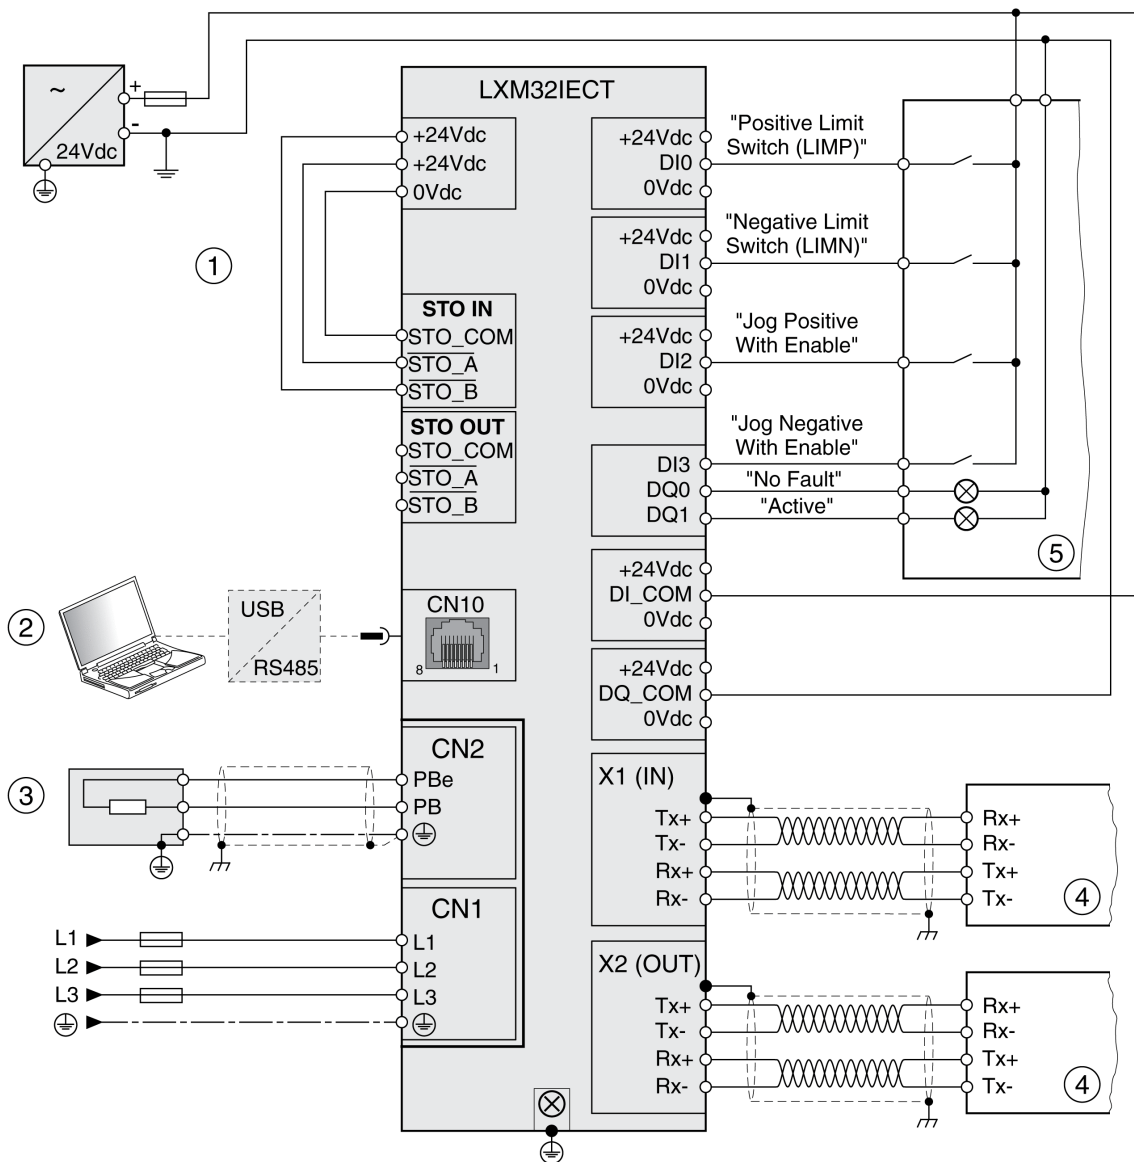 LXM32IECT
+
-
~
24Vdc
+24Vdc
+24Vdc
0Vdc
+24Vdc
DI0
0Vdc
"Positive Limit
Switch (LIMP)"
1
+24Vdc
DI1
0Vdc
"Negative Limit
Switch (LIMN)"
STO IN
STO_COM
STO_A
STO_B
+24Vdc
DI2
0Vdc
"Jog Positive
With Enable"
STO OUT
STO_COM
STO_A
STO_B
DI3
DQ0
DQ1
"Jog Negative
With Enable"
"No Fault"
"Active"
5
+24Vdc
DI_COM
0Vdc
2
USB
RS485
CN10
8
1
+24Vdc
DQ_COM
0Vdc
3
CN2
PBe
PB
X1 (IN)
Tx+
Tx-
Rx+
Rx-
Rx+
Rx-
Tx+
Tx-
4
CN1
L1
L2
L3
L1
L2
L3
X2 (OUT)
Tx+
Tx-
Rx+
Rx-
Rx+
Rx-
Tx+
Tx-
4